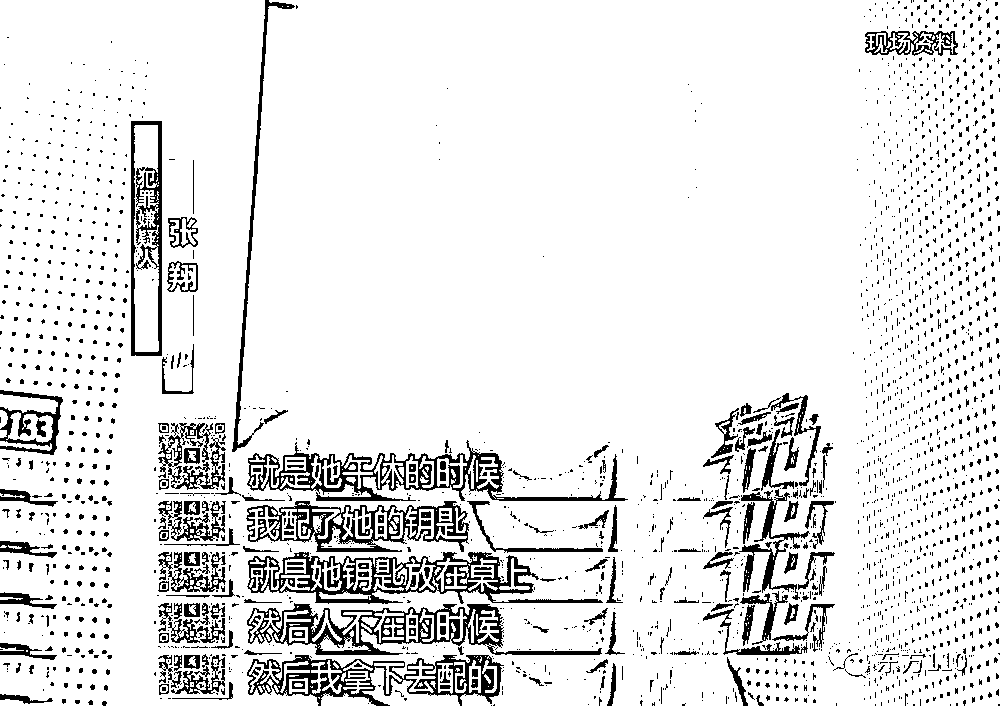 现场资料
犯罪嫌疑人
张翔
2133
就是她午休的时候
我配了她的钥匙
就是她钥匙放在桌上
然后人不在的时候
然后我拿下去配的
东方110